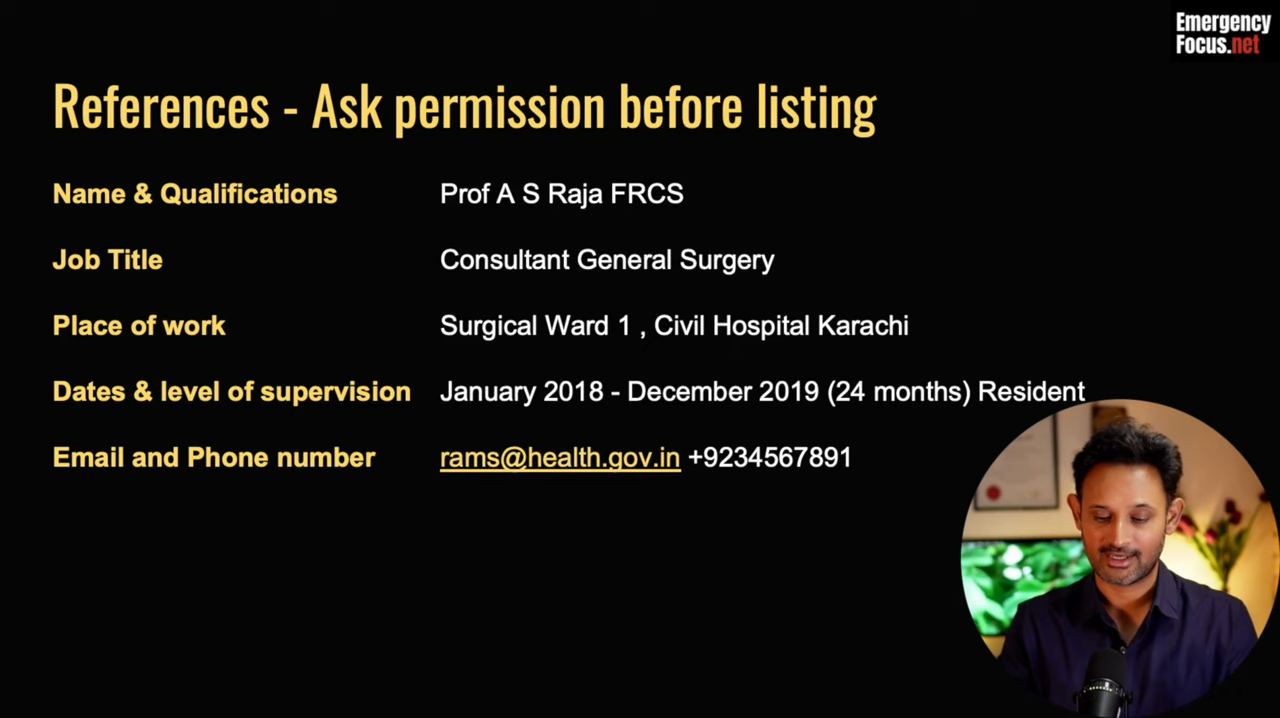 Emergency
Focus.net
References - Ask permission before listing
Name & Qualifications Prof A S Raja FRCS
Job Title Consultant General Surgery
Place of work Surgical Ward 1 , Civil Hospital Karachi
Dates & level of supervision January 2018 - December 2019 (24 months) Resident
Email and Phone number rams@health.gov.in +9234567891